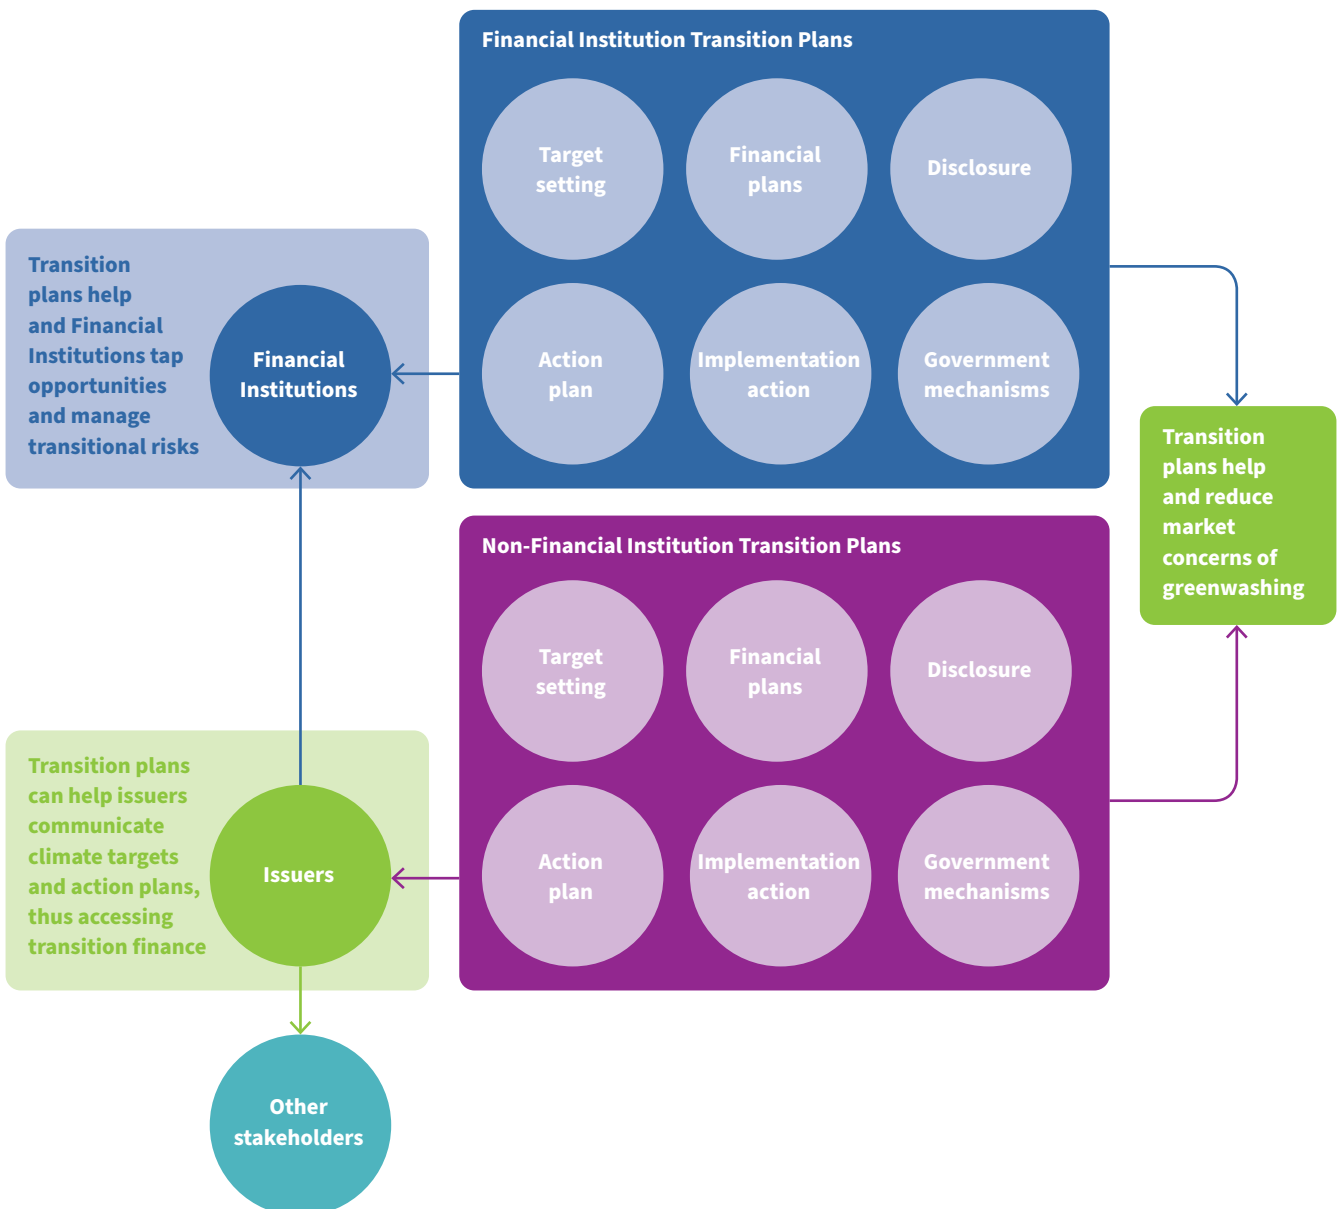 Financial Institution Transition Plans
Target
setting
Financial
plans
Disclosure
Action
plan
Implementation
action
Government
mechanisms
Transition
plans help
and Financial
Institutions tap
opportunities
and manage
transitional risks
Financial
Institutions
Transition
plans help
and reduce
market
concerns of
greenwashing
Non-Financial Institution Transition Plans
Target
setting
Financial
plans
Disclosure
Action
plan
Implementation
action
Government
mechanisms
Transition plans
can help issuers
communicate
climate targets
and action plans,
thus accessing
transition finance
Issuers
Other
stakeholders